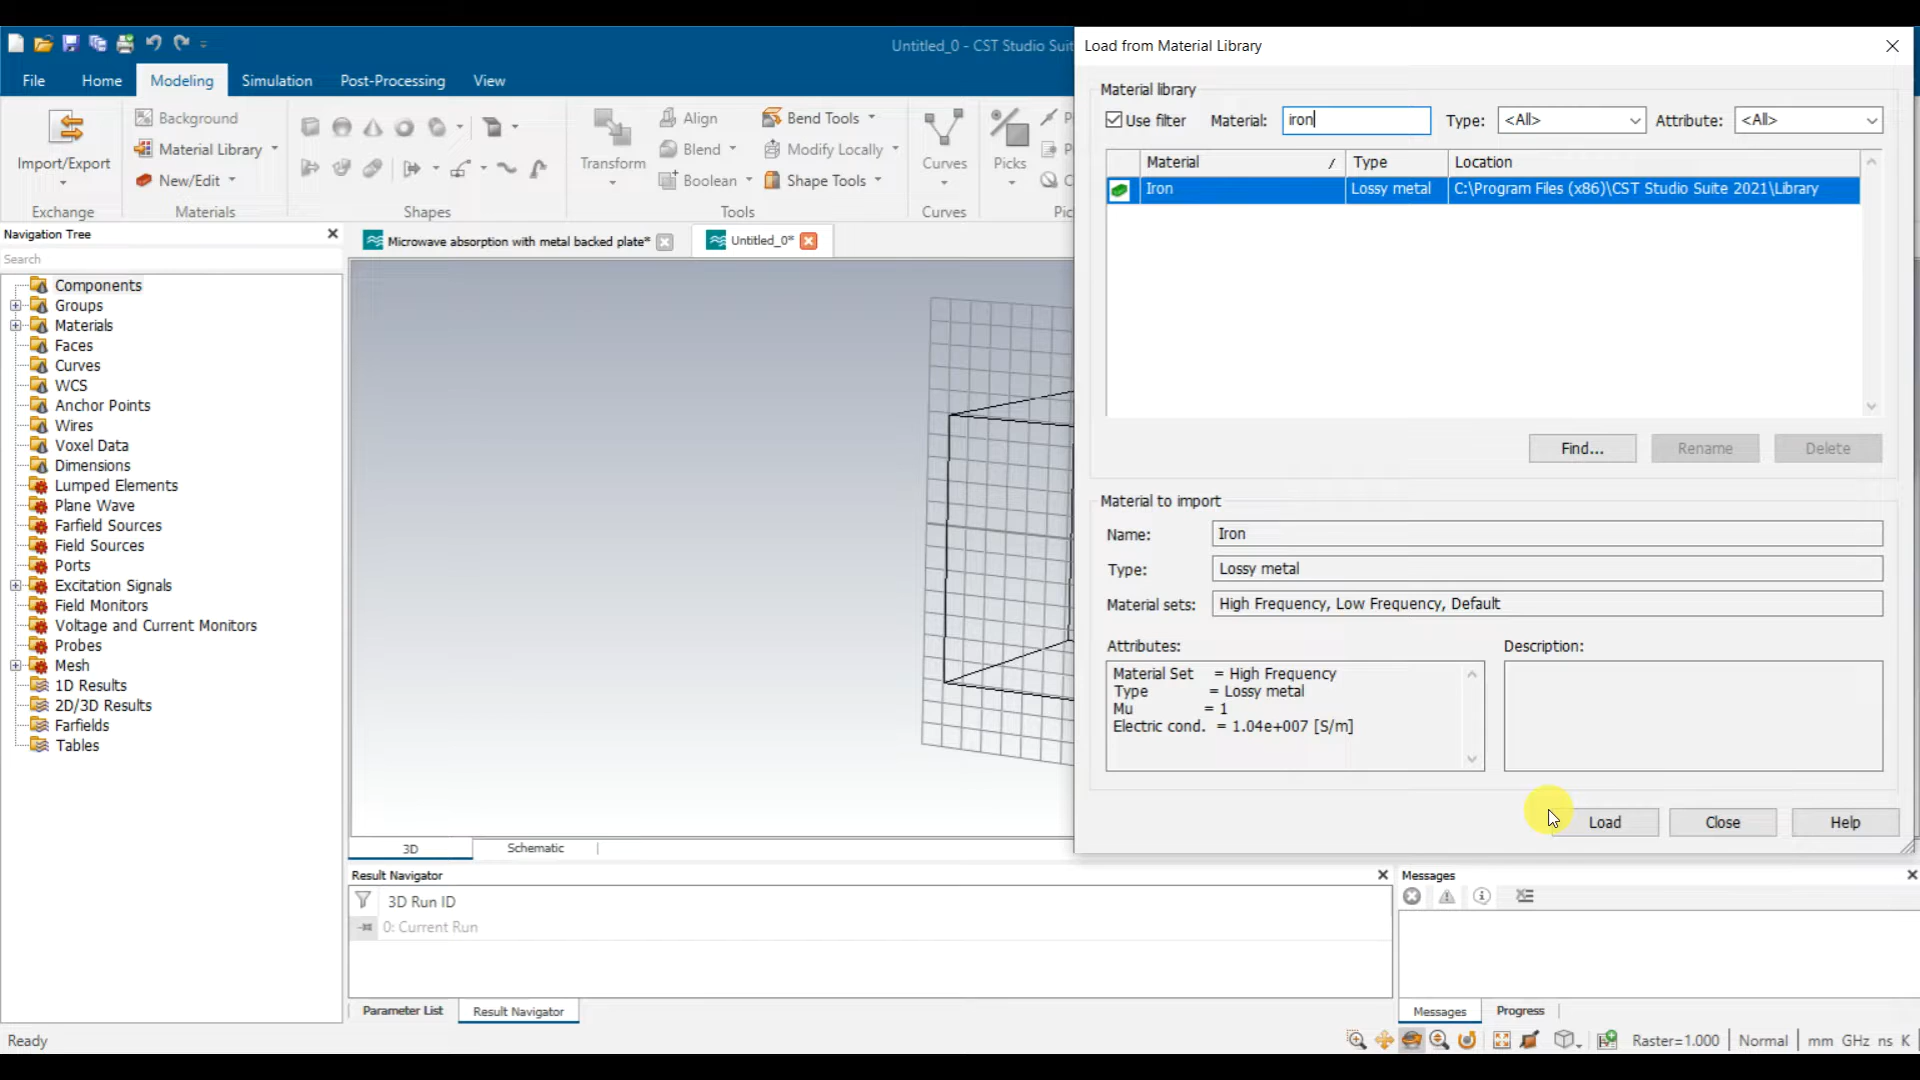 Untitled_0 - CST Studio Suit
File Home Modeling Simulation Post-Processing View
Import/Export
Exchange
Background
Material Library
New/Edit
Materials
Shapes
Transform
Align
Blend
Boolean
Bend Tools
Modify Locally
Shape Tools
Tools
Curves
Curves
Picks
Navigation Tree
Search
Components
Groups
Materials
Faces
Curves
WCS
Anchor Points
Wires
Voxel Data
Dimensions
Lumped Elements
Plane Wave
Farfield Sources
Field Sources
Ports
Excitation Signals
Field Monitors
Voltage and Current Monitors
Probes
Mesh
1D Results
2D/3D Results
Farfields
Tables
Microwave absorption with metal backed plate* Untitled_0*
3D Schematic
Result Navigator
3D Run ID
0: Current Run
Parameter List Result Navigator
Load from Material Library
Material library
Use filter Material: iron Type: <All> Attribute: <All>
Material / Type Location
Iron Lossy metal C:\Program Files (x86)\CST Studio Suite 2021\Library
Find... Rename Delete
Material to import
Name: Iron
Type: Lossy metal
Material sets: High Frequency, Low Frequency, Default
Attributes: Description:
Material Set = High Frequency
Type = Lossy metal
Mu = 1
Electric cond. = 1.04e+007 [S/m]
Load Close Help
Messages
Messages Progress
Ready
Raster=1.000 Normal mm GHz ns K